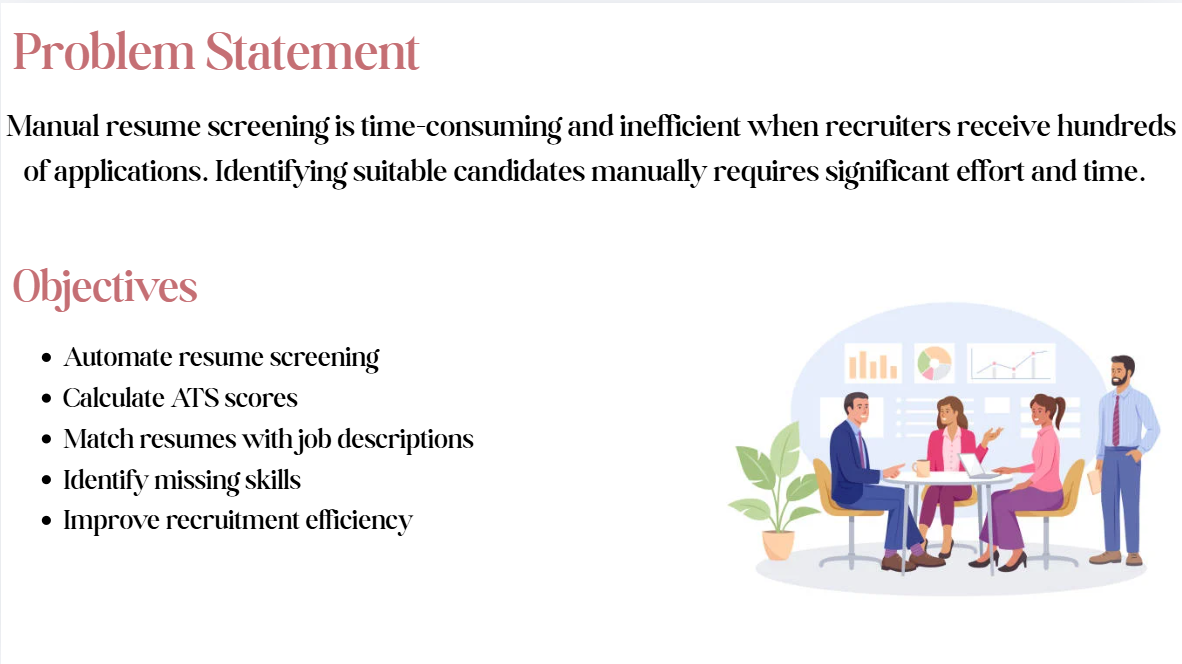 Problem Statement
Manual resume screening is time-consuming and inefficient when recruiters receive hundreds
of applications. Identifying suitable candidates manually requires significant effort and time.
Objectives
• Automate resume screening
• Calculate ATS scores
• Match resumes with job descriptions
• Identify missing skills
• Improve recruitment efficiency